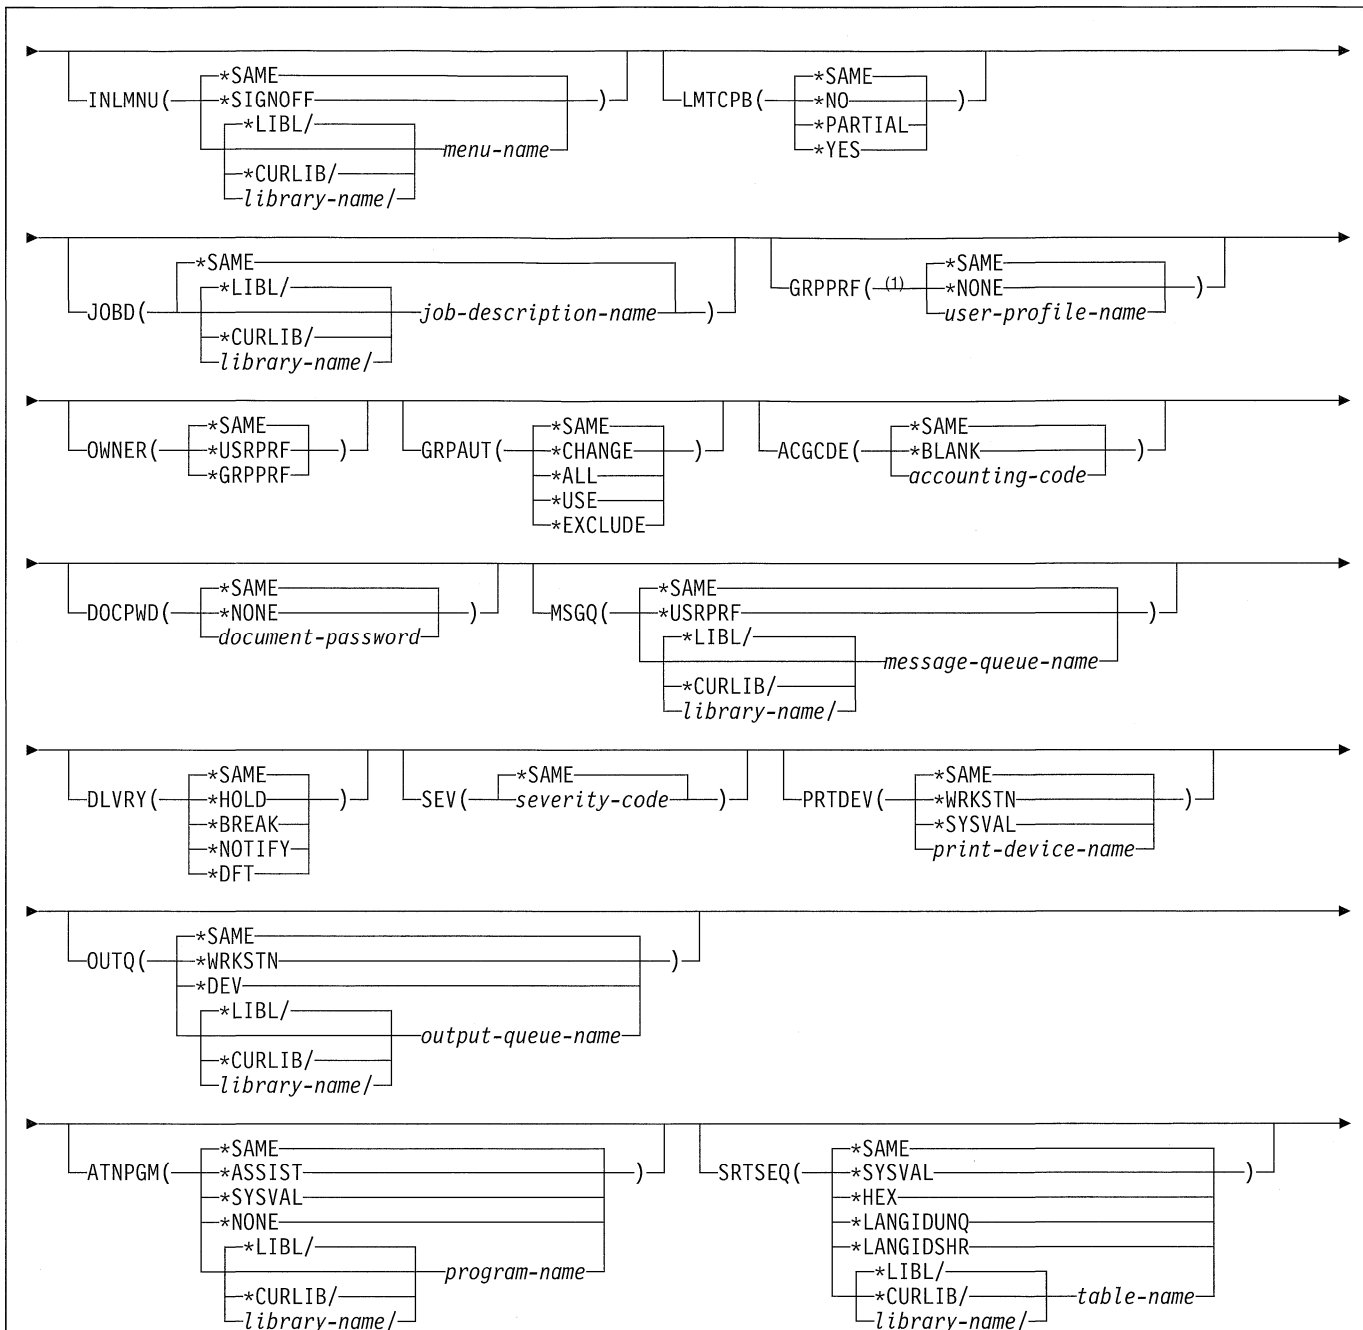 *SAME *SAME
INLMNU( *SIGNOFF ) LMTCPB( *NO )
*LIBL/ *PARTIAL
menu-name *YES
*CURLIB/
library-name/
*SAME *SAME
*LIBL/ GRPPRF( (1) *NONE )
JOBD( job-description-name ) user-profile-name
*CURLIB/
library-name/
*SAME *SAME *SAME
OWNER( *USRPRF ) GRPAUT( *CHANGE ) ACGCDE( *BLANK )
*GRPPRF *ALL accounting-code
*USE
*EXCLUDE
*SAME *SAME
DOCPWD( *NONE ) MSGQ( *USRPRF )
document-password *LIBL/
message-queue-name
*CURLIB/
library-name/
*SAME *SAME *SAME
DLVRY( *HOLD ) SEV( severity-code ) PRTDEV( *WRKSTN )
*BREAK *SYSVAL
*NOTIFY print-device-name
*DFT
*SAME
OUTQ( *WRKSTN )
*DEV
*LIBL/
output-queue-name
*CURLIB/
library-name/
*SAME *SAME
ATNPGM( *ASSIST ) SRTSEQ( *SYSVAL )
*SYSVAL *HEX
*NONE *LANGIDUNQ
*LIBL/ *LANGIDSHR
program-name *LIBL/
*CURLIB/ *CURLIB/ table-name
library-name/ library-name/